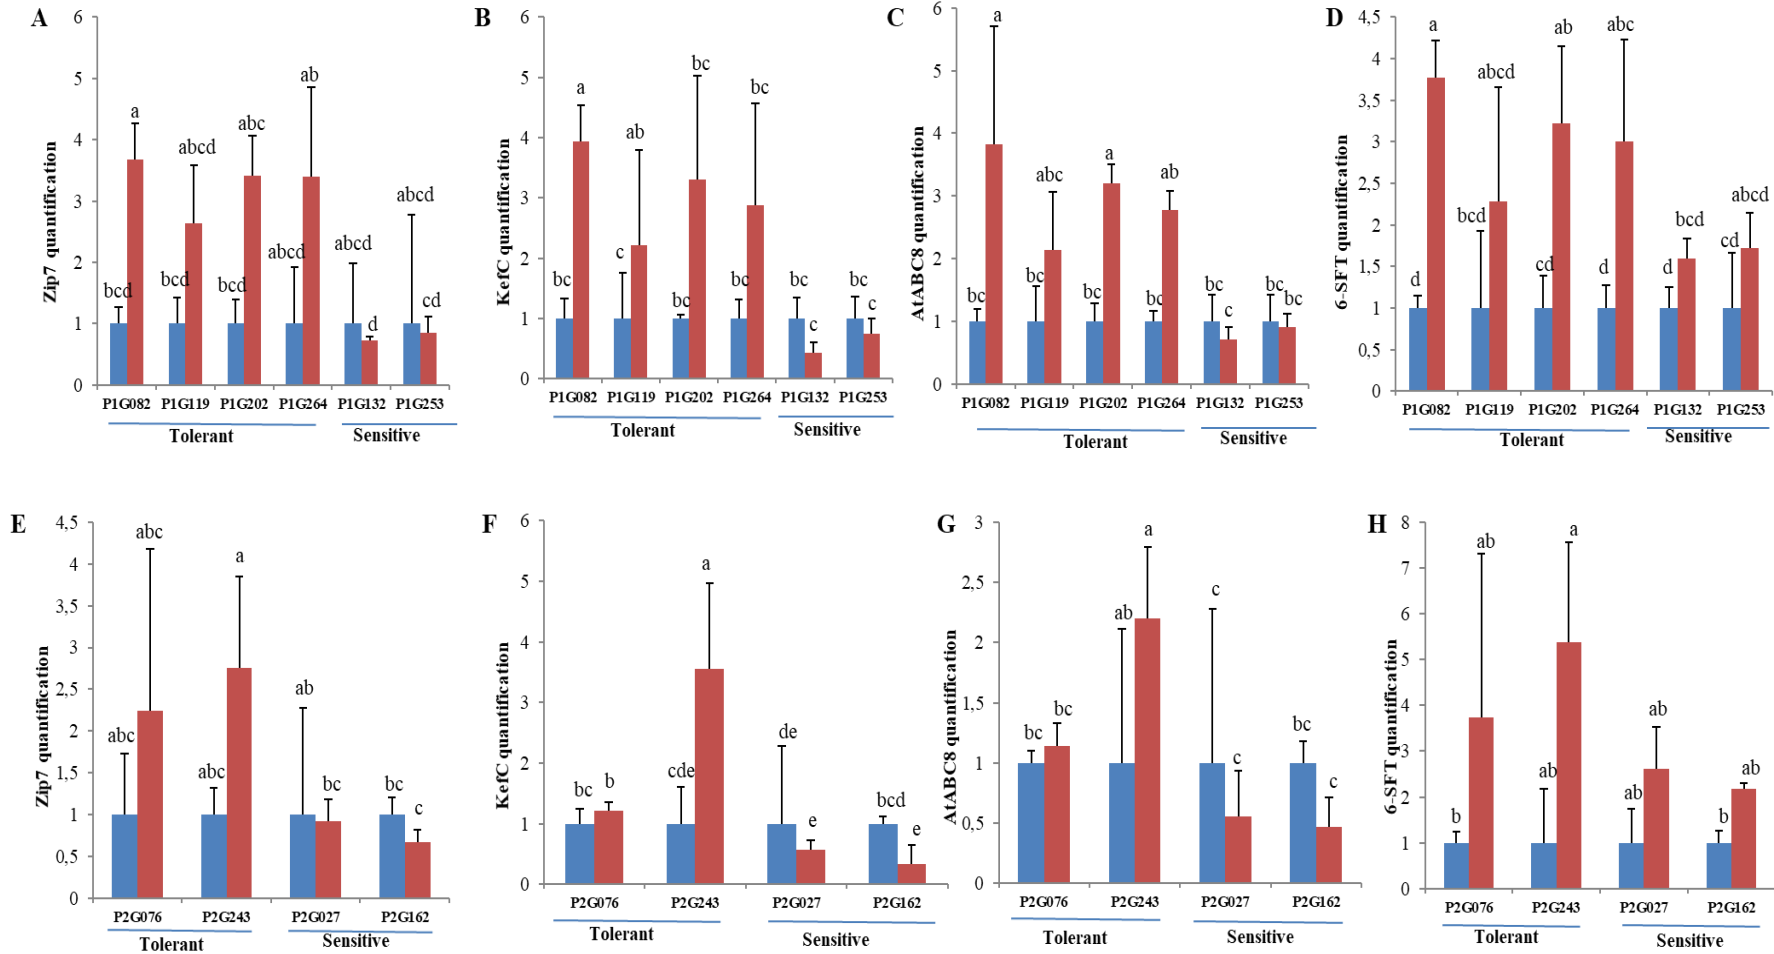 A
Zip7 quantification
6
5
4
3
2
1
0
bcd a bcd abcd bcd abc abcd ab abcd d abcd cd
P1G082 P1G119 P1G202 P1G264 P1G132 P1G253
Tolerant Sensitive
B
KefC quantification
6
5
4
3
2
1
0
bc a c ab bc bc bc bc bc c bc c
P1G082 P1G119 P1G202 P1G264 P1G132 P1G253
Tolerant Sensitive
C
AtABC8 quantification
6
5
4
3
2
1
0
bc a bc abc bc a bc ab bc c bc bc
P1G082 P1G119 P1G202 P1G264 P1G132 P1G253
Tolerant Sensitive
D
6-SFT quantification
4,5
4
3,5
3
2,5
2
1,5
1
0,5
0
d a bcd abcd cd ab d abc d bcd cd abcd
P1G082 P1G119 P1G202 P1G264 P1G132 P1G253
Tolerant Sensitive
E
Zip7 quantification
4,5
4
3,5
3
2,5
2
1,5
1
0,5
0
abc abc abc a ab bc bc c
P2G076 P2G243 P2G027 P2G162
Tolerant Sensitive
F
KefC quantification
6
5
4
3
2
1
0
bc b cde a de e bcd e
P2G076 P2G243 P2G027 P2G162
Tolerant Sensitive
G
AtABC8 quantification
3
2,5
2
1,5
1
0,5
0
bc bc ab a c c bc c
P2G076 P2G243 P2G027 P2G162
Tolerant Sensitive
H
6-SFT quantification
8
7
6
5
4
3
2
1
0
b ab ab a ab ab b ab
P2G076 P2G243 P2G027 P2G162
Tolerant Sensitive